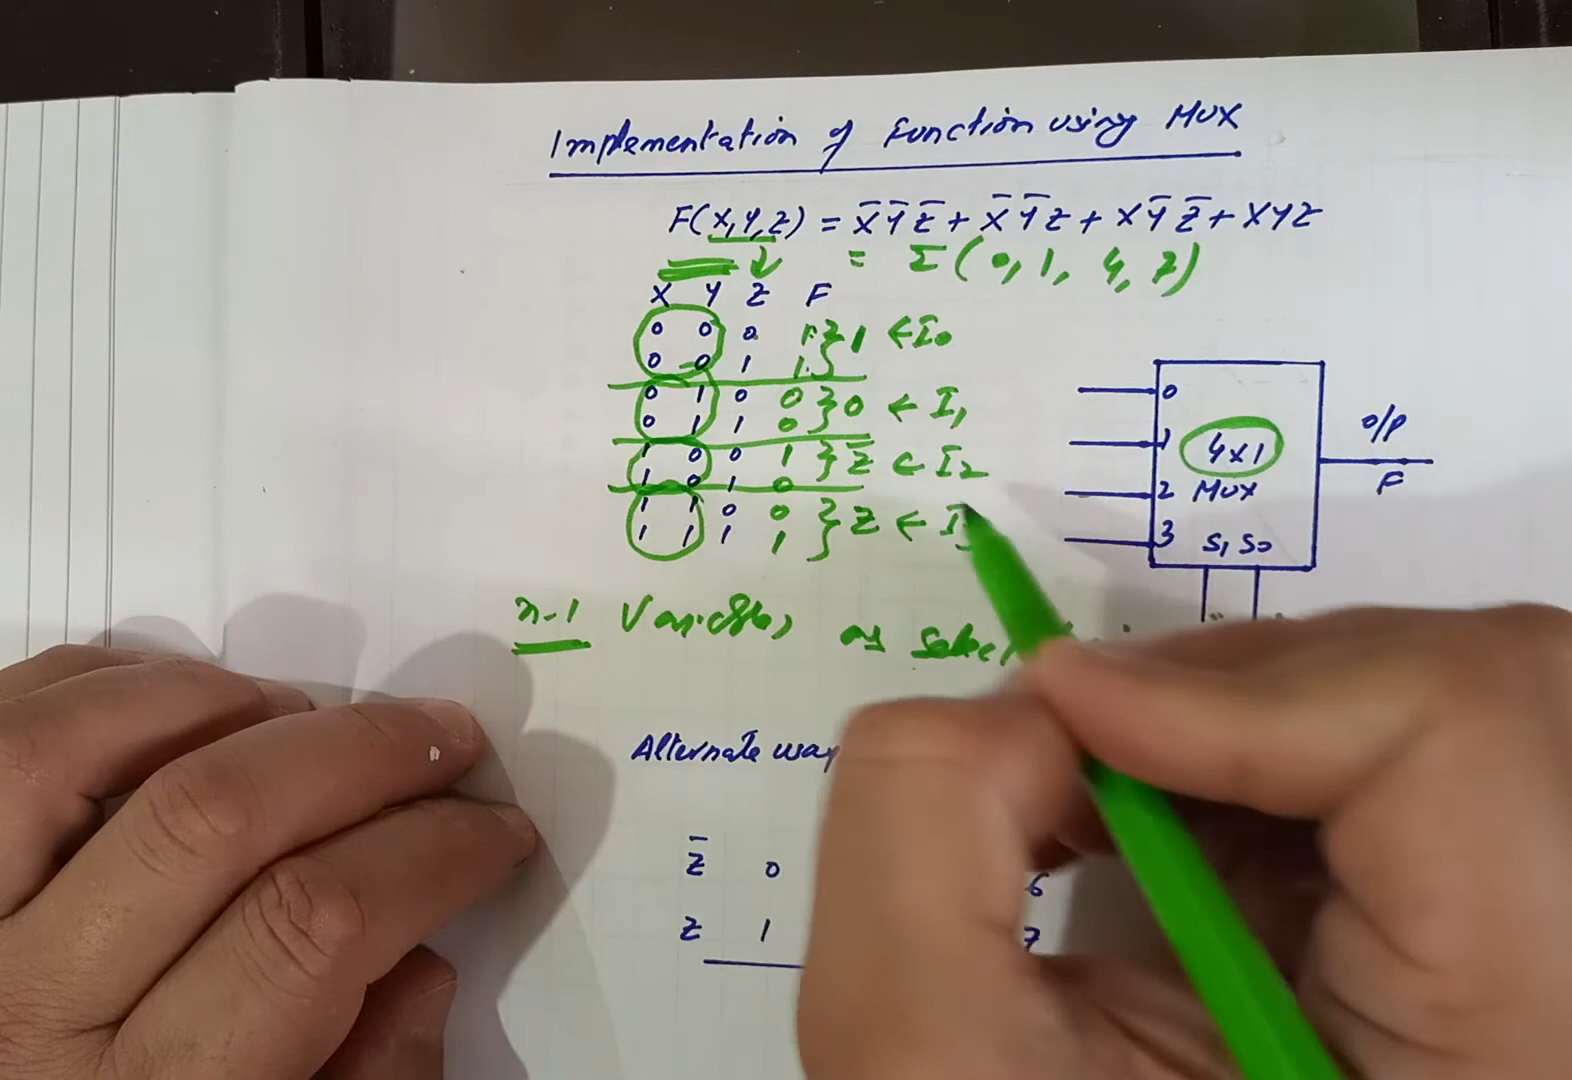 Implementation of Function using MUX
F(X,Y,Z) = X̄ȲZ̄ + X̄ȲZ + XȲZ̄ + XYZ
= Σ(0,1,4,7)
X Y Z F
0 0 0 1 } 1 ← I0
0 0 1 1
0 1 0 0 } 0 ← I1
0 1 1 0
1 0 0 1 } Z̄ ← I2
1 0 1 0
1 1 0 0 } Z ← I3
1 1 1 1
0
1 4x1
2 MUX
3 S1 S0
O/P
F
n-1 Variables as select
Alternate way
Z̄ 0 6
Z 1 7